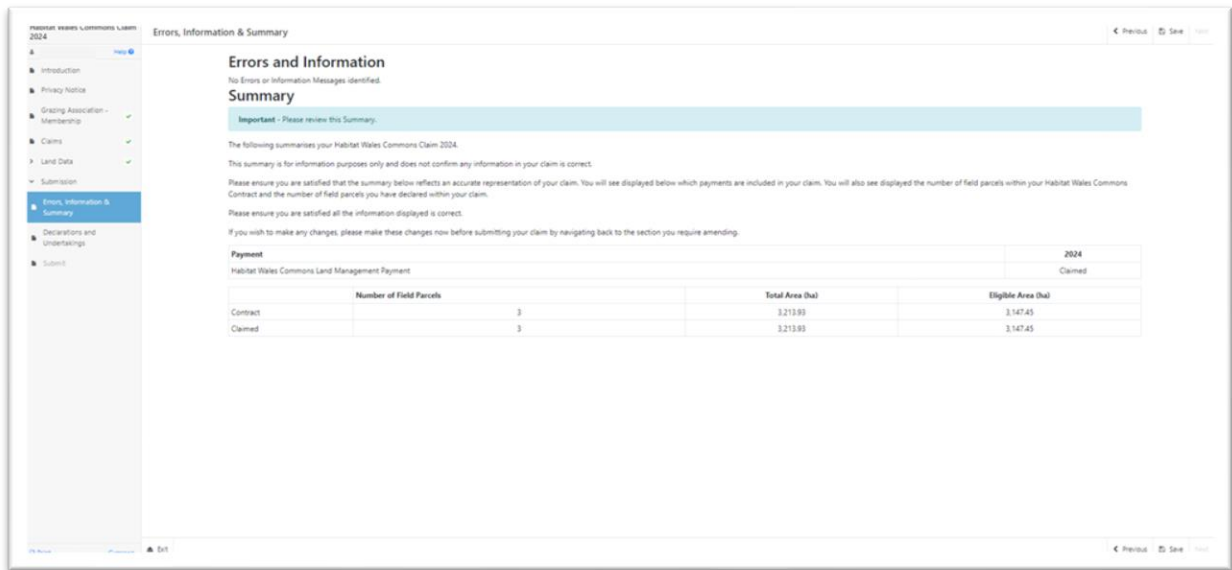 Habitat Wales Commons Claim
2024
Help
Introduction
Privacy Notice
Grazing Association -
Membership
Claims
Land Data
Submission
Errors, Information &
Summary
Declarations and
Undertakings
Submit
Errors, Information & Summary
Previous Save Next
Errors and Information
No Errors or Information Messages identified.
Summary
Important - Please review this Summary.
The following summarises your Habitat Wales Commons Claim 2024.
This summary is for information purposes only and does not confirm any information in your claim is correct.
Please ensure you are satisfied that the summary below reflects an accurate representation of your claim. You will see displayed below which payments are included in your claim. You will also see displayed the number of field parcels within your Habitat Wales Commons
Contract and the number of field parcels you have declared within your claim.
Please ensure you are satisfied all the information displayed is correct.
If you wish to make any changes, please make these changes now before submitting your claim by navigating back to the section you require amending.
Payment 2024
Habitat Wales Commons Land Management Payment Claimed
Number of Field Parcels Total Area (ha) Eligible Area (ha)
Contract 3 3,213.93 3,147.45
Claimed 3 3,213.93 3,147.45
Exit
Previous Save Next